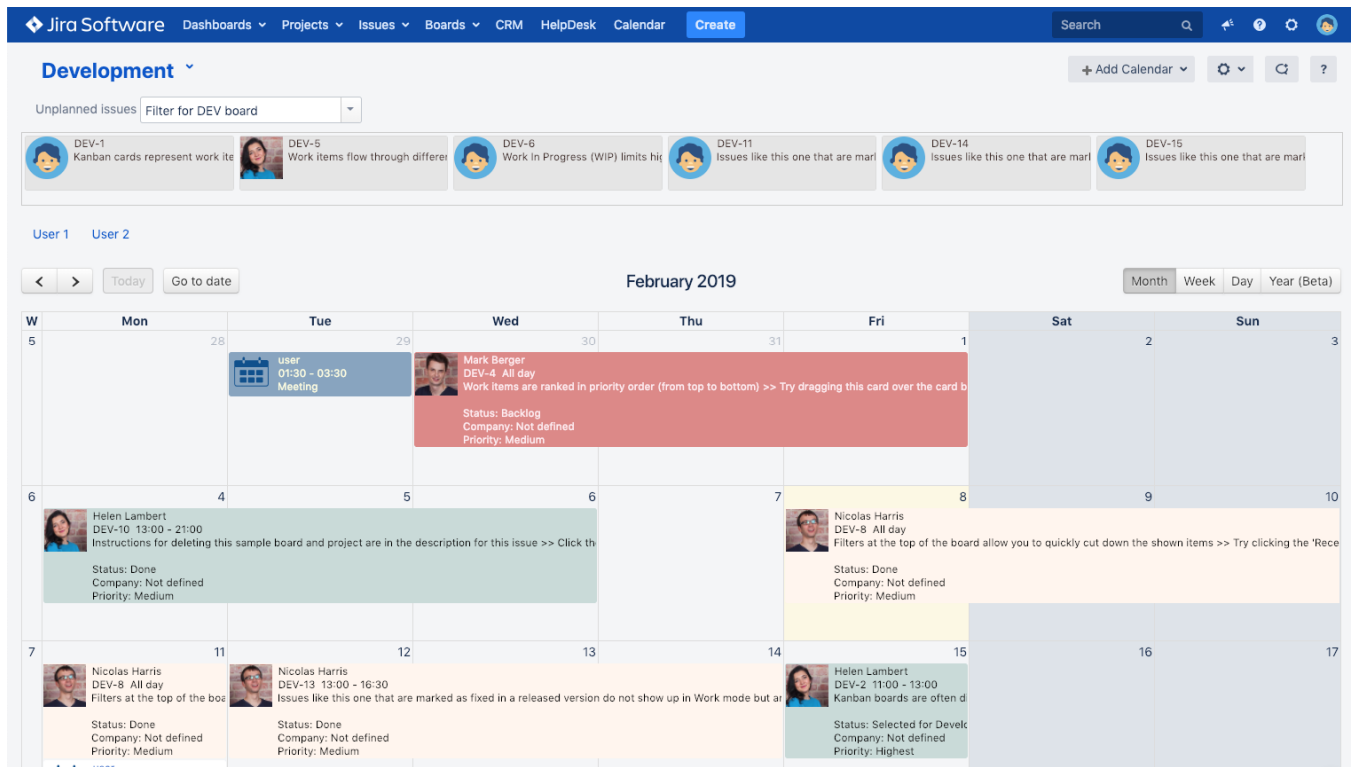 Jira Software Dashboards Projects Issues Boards CRM HelpDesk Calendar Create Search ?
Development + Add Calendar ?
Unplanned issues Filter for DEV board
DEV-1 DEV-5 DEV-6 DEV-11 DEV-14 DEV-15
Kanban cards represent work ite Work items flow through differer Work In Progress (WIP) limits hig Issues like this one that are marl Issues like this one that are marl Issues like this one that are mark
User 1 User 2
< > Today Go to date February 2019 Month Week Day Year (Beta)
W Mon Tue Wed Thu Fri Sat Sun
5 28 29 30 31 1 2 3
user
01:30 - 03:30
Meeting
Mark Berger
DEV-4 All day
Work items are ranked in priority order (from top to bottom) >> Try dragging this card over the card b
Status: Backlog
Company: Not defined
Priority: Medium
6 4 5 6 7 8 9 10
Helen Lambert
DEV-10 13:00 - 21:00
Instructions for deleting this sample board and project are in the description for this issue >> Click th
Status: Done
Company: Not defined
Priority: Medium
Nicolas Harris
DEV-8 All day
Filters at the top of the board allow you to quickly cut down the shown items >> Try clicking the 'Rece
Status: Done
Company: Not defined
Priority: Medium
7 11 12 13 14 15 16 17
Nicolas Harris
DEV-8 All day
Filters at the top of the boa
Status: Done
Company: Not defined
Priority: Medium
Nicolas Harris
DEV-13 13:00 - 16:30
Issues like this one that are marked as fixed in a released version do not show up in Work mode but ar
Status: Done
Company: Not defined
Priority: Medium
Helen Lambert
DEV-2 11:00 - 13:00
Kanban boards are often di
Status: Selected for Develc
Company: Not defined
Priority: Highest